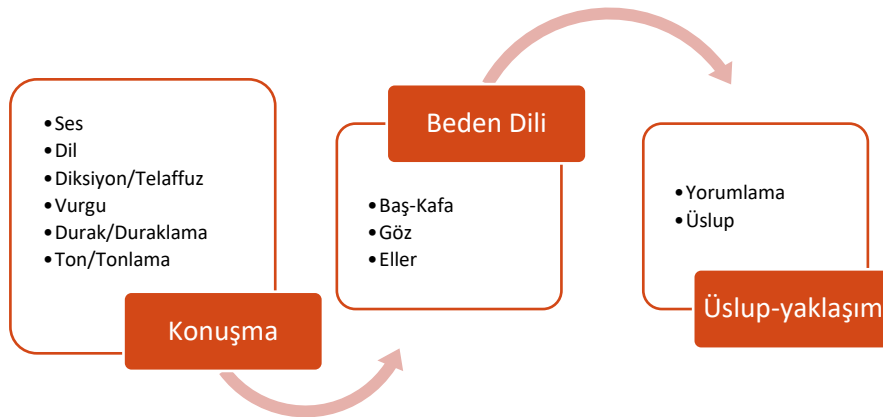 •Ses
•Dil
•Diksiyon/Telaffuz
•Vurgu
•Durak/Duraklama
•Ton/Tonlama
Konuşma
Beden Dili
•Baş-Kafa
•Göz
•Eller
•Yorumlama
•Üslup
Üslup-yaklaşım